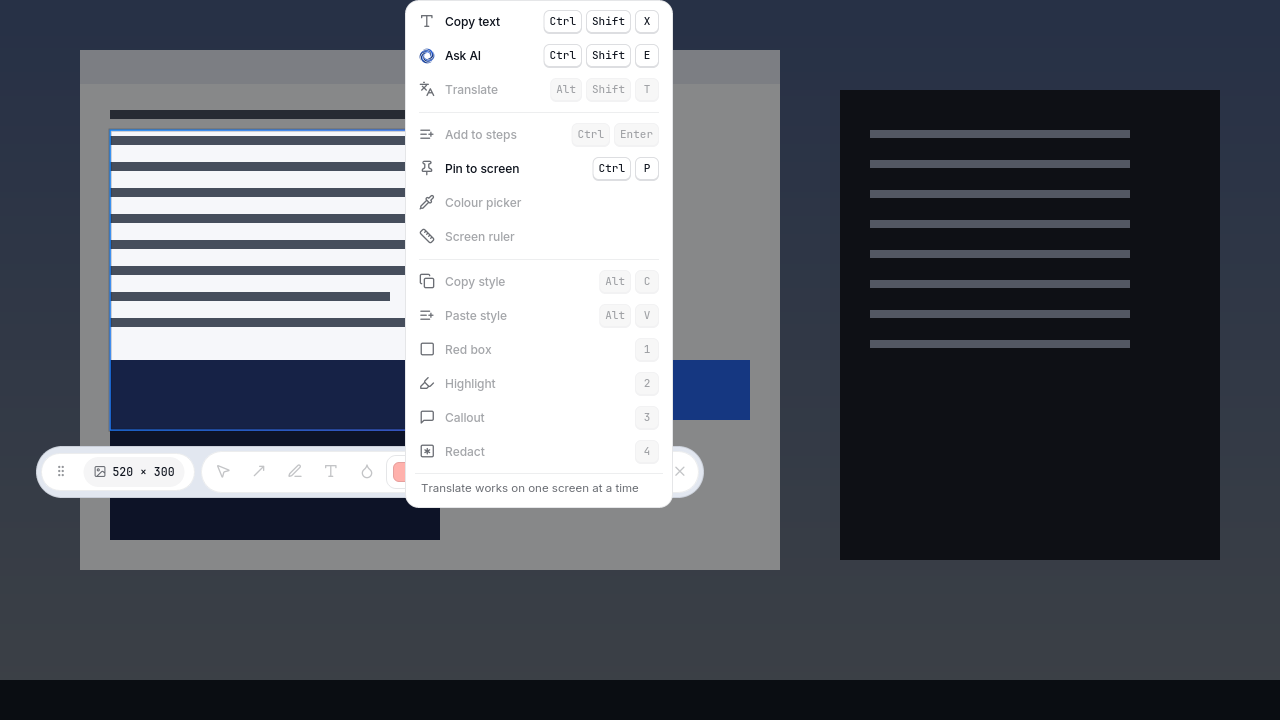 Copy text Ctrl Shift X
Ask AI Ctrl Shift E
Translate Alt Shift T
Add to steps Ctrl Enter
Pin to screen Ctrl P
Colour picker
Screen ruler
Copy style Alt C
Paste style Alt V
Red box 1
Highlight 2
Callout 3
Redact 4
520 × 300
Translate works on one screen at a time